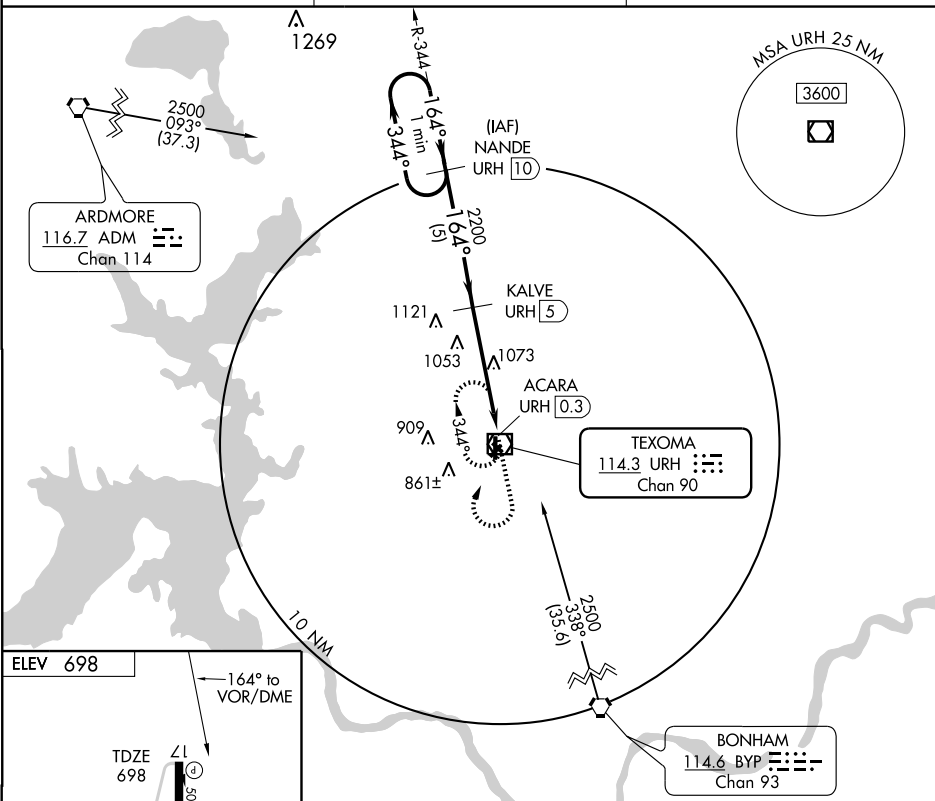 1269
R-344
MSA URH 25 NM
3600
2500
093°
(37.3)
164°
1 min
344°
(IAF)
NANDE
URH 10
ARDMORE
116.7 ADM
Chan 114
2200
164°
(5)
KALVE
URH 5
1121
1053
1073
ACARA
URH 0.3
344°
909
861±
TEXOMA
114.3 URH
Chan 90
2500
338°
(35.6)
10 NM
ELEV 698
164° to
VOR/DME
TDZE
698
17
P
50
BONHAM
114.6 BYP
Chan 93